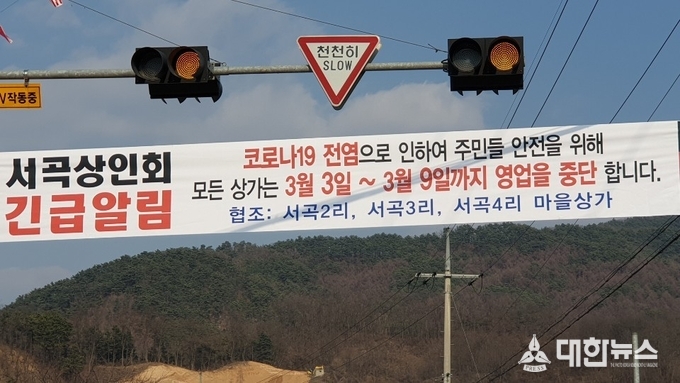 천천히
SLOW
V작동중
서곡상인회
긴급알림
코로나19 전염으로 인하여 주민들 안전을 위해
모든 상가는 3월 3일 ~ 3월 9일까지 영업을 중단 합니다.
협조: 서곡2리, 서곡3리, 서곡4리 마을상가
PRESS
대한뉴스